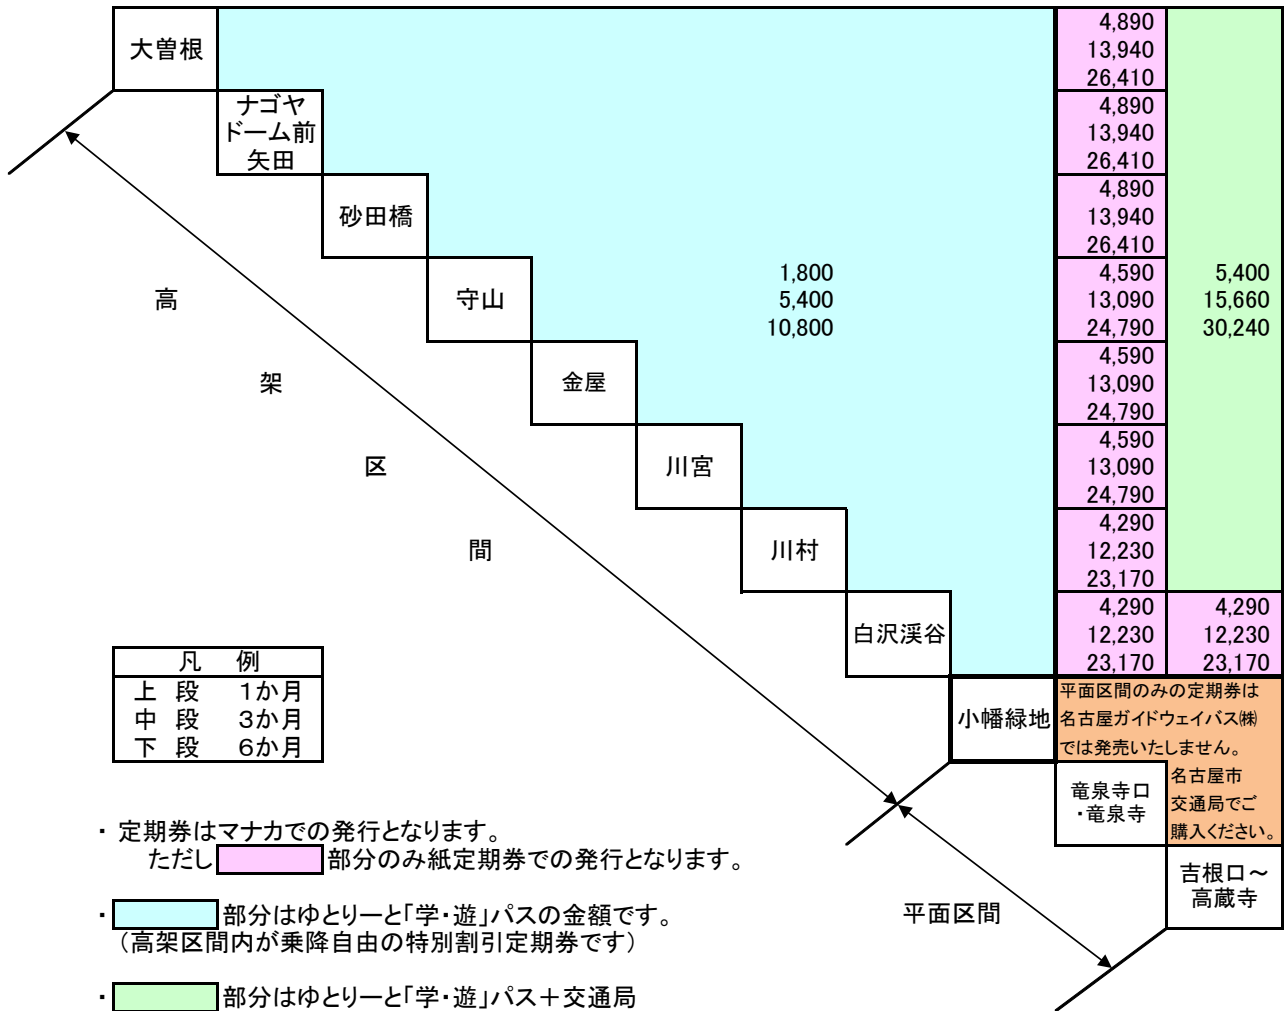 大曽根
4,890
13,940
26,410
ナゴヤ
ドーム前
矢田
4,890
13,940
26,410
砂田橋
4,890
13,940
26,410
守山
1,800
5,400
10,800
4,590
13,090
24,790
5,400
15,660
30,240
高
金屋
4,590
13,090
24,790
架
川宮
4,590
13,090
24,790
区
川村
4,290
12,230
23,170
間
白沢渓谷
4,290
12,230
23,170
4,290
12,230
23,170
凡 例
上 段 1か月
中 段 3か月
下 段 6か月
小幡緑地
平面区間のみの定期券は
名古屋ガイドウェイバス㈱
では発売いたしません。
名古屋市
交通局でご
購入ください。
竜泉寺口
・竜泉寺
吉根口～
高蔵寺
平面区間
・ 定期券はマナカでの発行となります。
ただし 部分のみ紙定期券での発行となります。
・ 部分はゆとりーと「学・遊」パスの金額です。
（高架区間内が乗降自由の特別割引定期券です）
・ 部分はゆとりーと「学・遊」パス＋交通局